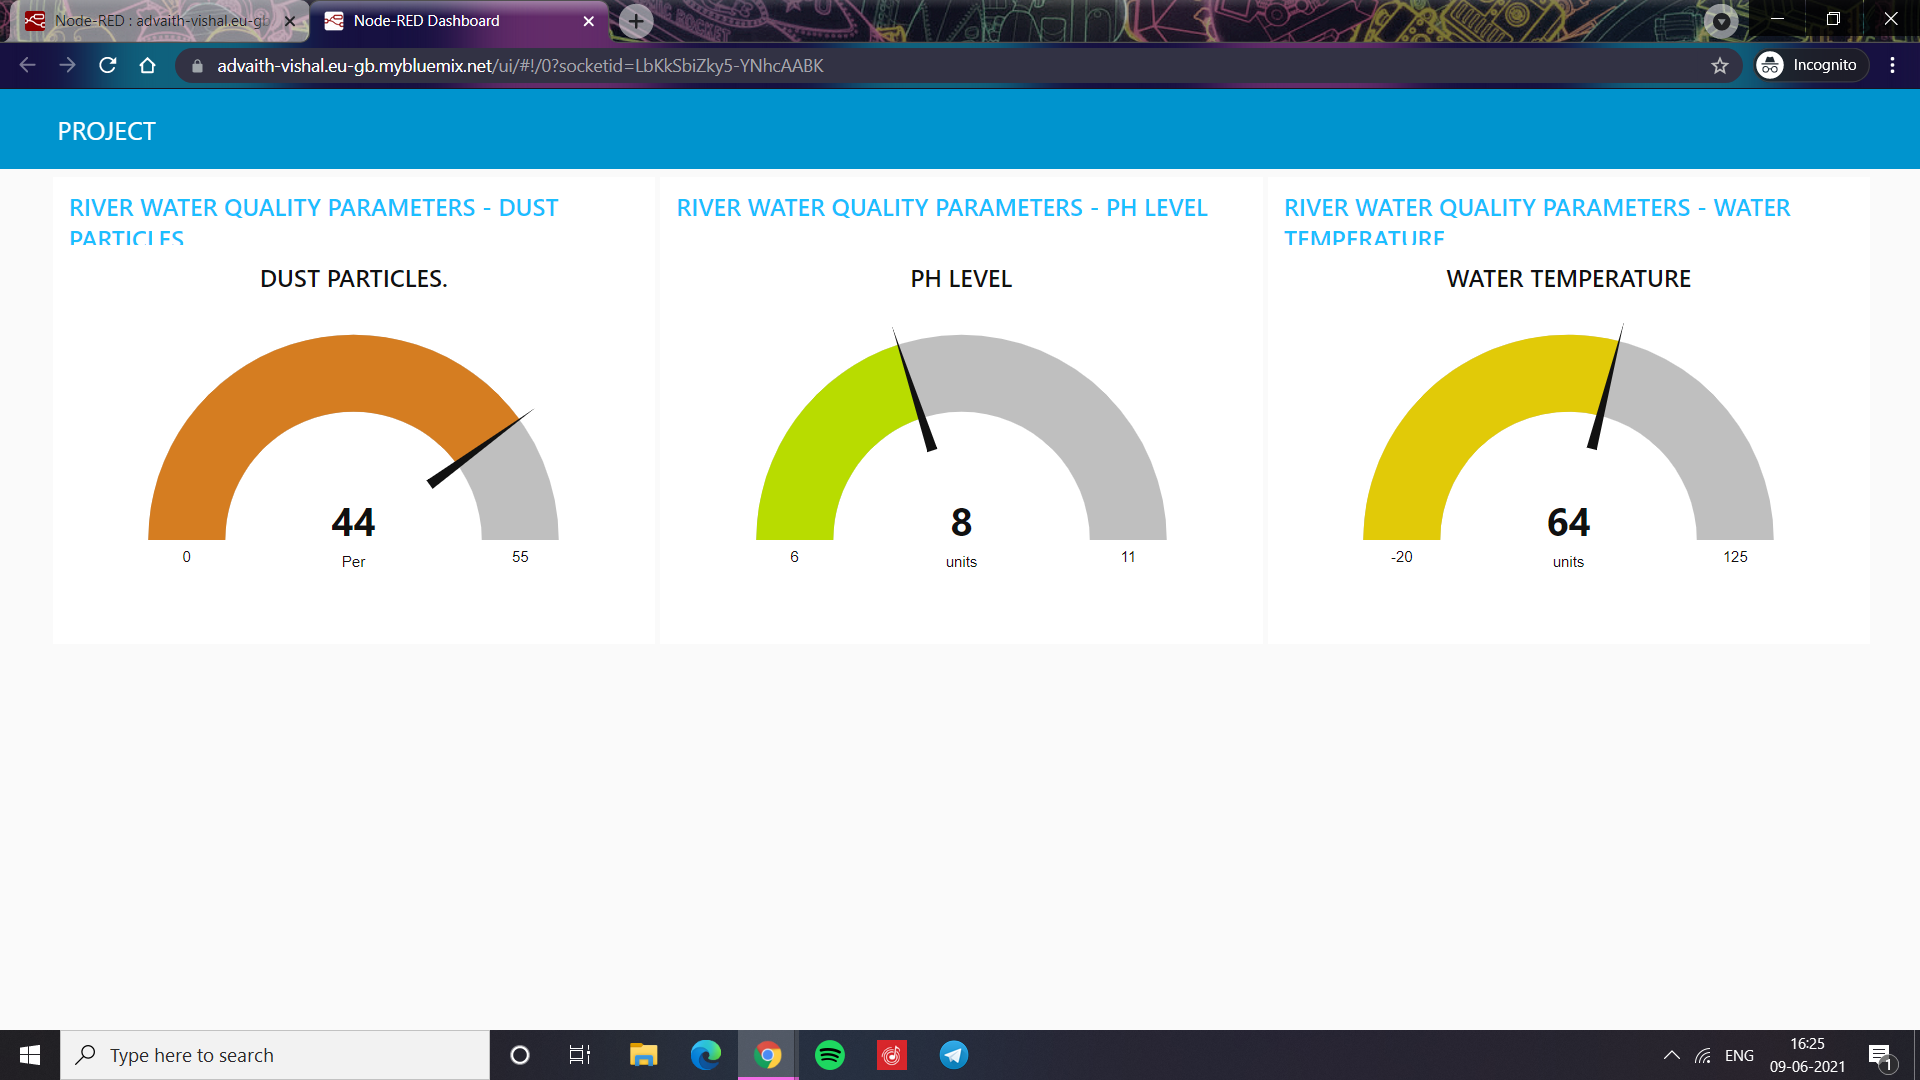 Node-RED : advaith-vishal.eu-gb
Node-RED Dashboard
advaith-vishal.eu-gb.mybluemix.net/ui/#!/0?socketid=LbKkSbiZky5-YNhcAABK
Incognito
PROJECT
RIVER WATER QUALITY PARAMETERS - DUST
PARTICLES
DUST PARTICLES.
44
Per
0
55
RIVER WATER QUALITY PARAMETERS - PH LEVEL
PH LEVEL
8
units
6
11
RIVER WATER QUALITY PARAMETERS - WATER
TEMPERATURE
WATER TEMPERATURE
64
units
-20
125
Type here to search
ENG
16:25
09-06-2021
1